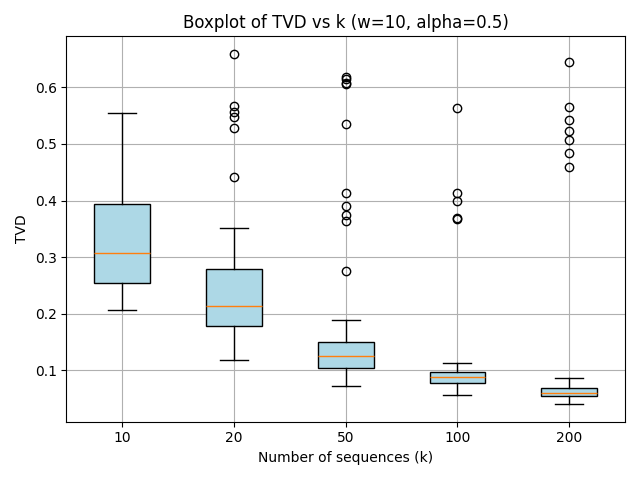 Boxplot of TVD vs k (w=10, alpha=0.5)
TVD
0.6
0.5
0.4
0.3
0.2
0.1
10 20 50 100 200
Number of sequences (k)